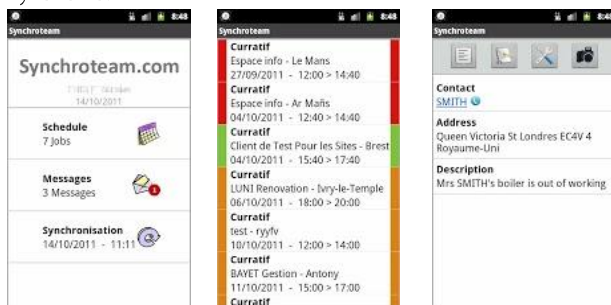 8:48
Synchroteam
Synchroteam.com
14/10/2011
Schedule
7 Jobs
Messages
3 Messages
Synchronisation
14/10/2011 - 11:11
8:48
Synchroteam
Curratif
Espace info - Le Mans
27/09/2011 - 12:00 > 14:40
Curratif
Espace info - Ar Mañs
04/10/2011 - 12:40 > 14:40
Curratif
Client de Test Pour les Sites - Brest
04/10/2011 - 15:40 > 17:40
Curratif
LUNI Renovation - Ivry-le-Temple
06/10/2011 - 18:00 > 20:00
Curratif
test - ryyfv
10/10/2011 - 12:00 > 14:00
Curratif
BAYET Gestion - Antony
11/10/2011 - 15:00 > 17:00
Curratif
8:48
Synchroteam
Contact
SMITH
Address
Queen Victoria St Londres EC4V 4
Royaume-Uni
Description
Mrs SMITH's boiler is out of working